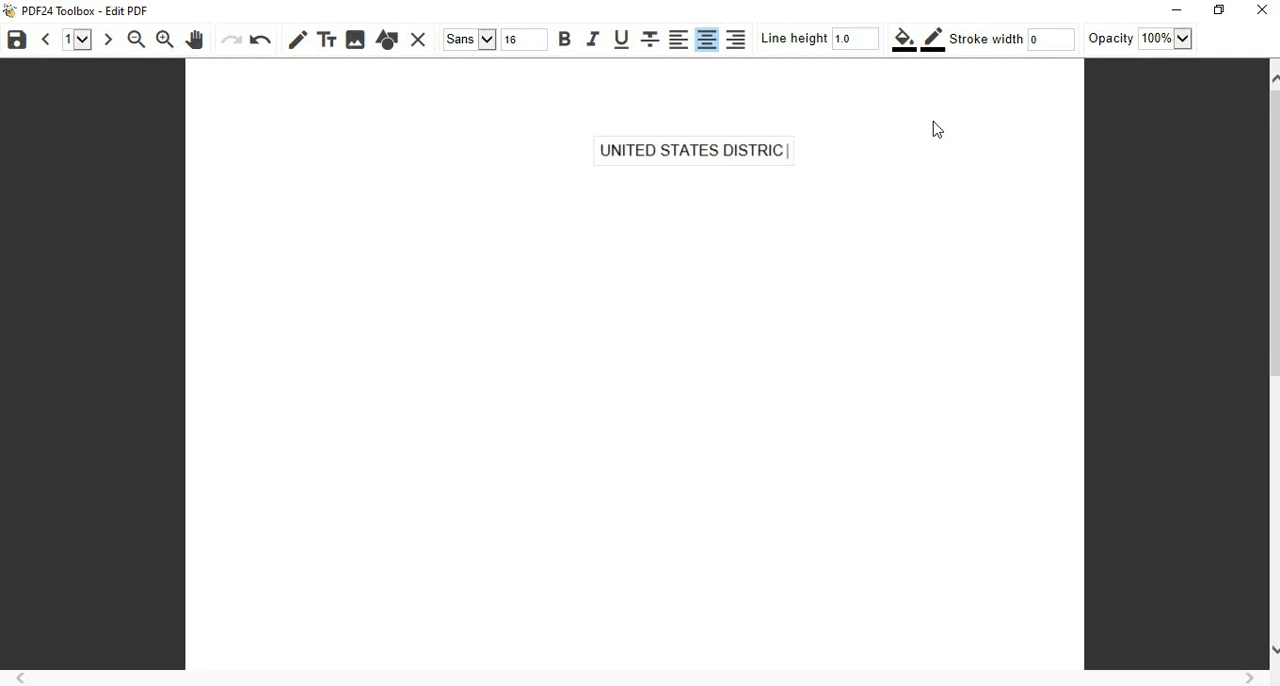 PDF24 Toolbox - Edit PDF
1 Sans 16 B I U Line height 1.0 Stroke width 0 Opacity 100%
UNITED STATES DISTRIC